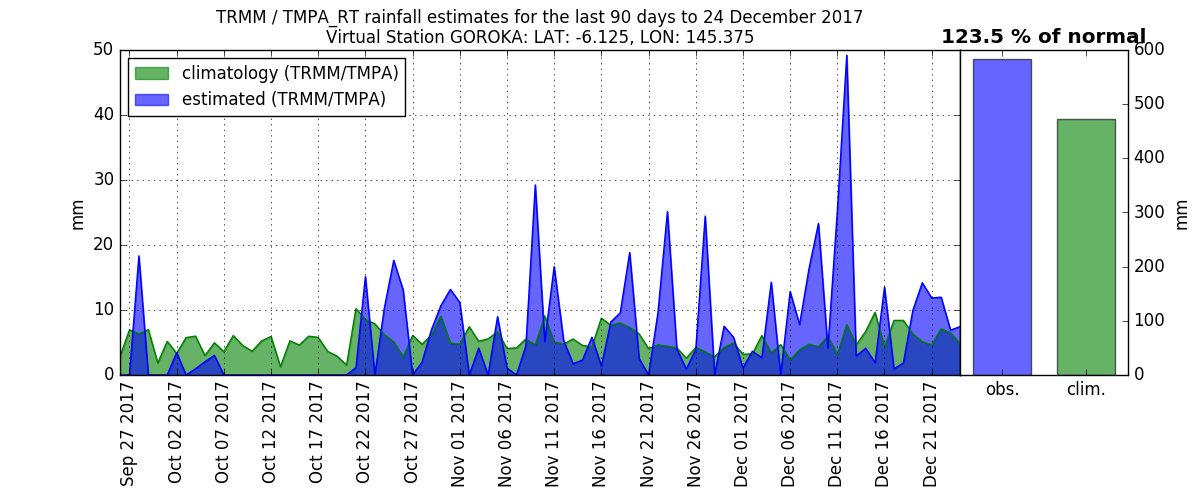 TRMM / TMPA_RT rainfall estimates for the last 90 days to 24 December 2017
Virtual Station GOROKA: LAT: -6.125, LON: 145.375
123.5 % of normal
climatology (TRMM/TMPA)
estimated (TRMM/TMPA)
50
40
30
20
10
0
mm
600
500
400
300
200
100
0
mm
Sep 27 2017
Oct 02 2017
Oct 07 2017
Oct 12 2017
Oct 17 2017
Oct 22 2017
Oct 27 2017
Nov 01 2017
Nov 06 2017
Nov 11 2017
Nov 16 2017
Nov 21 2017
Nov 26 2017
Dec 01 2017
Dec 06 2017
Dec 11 2017
Dec 16 2017
Dec 21 2017
obs.
clim.